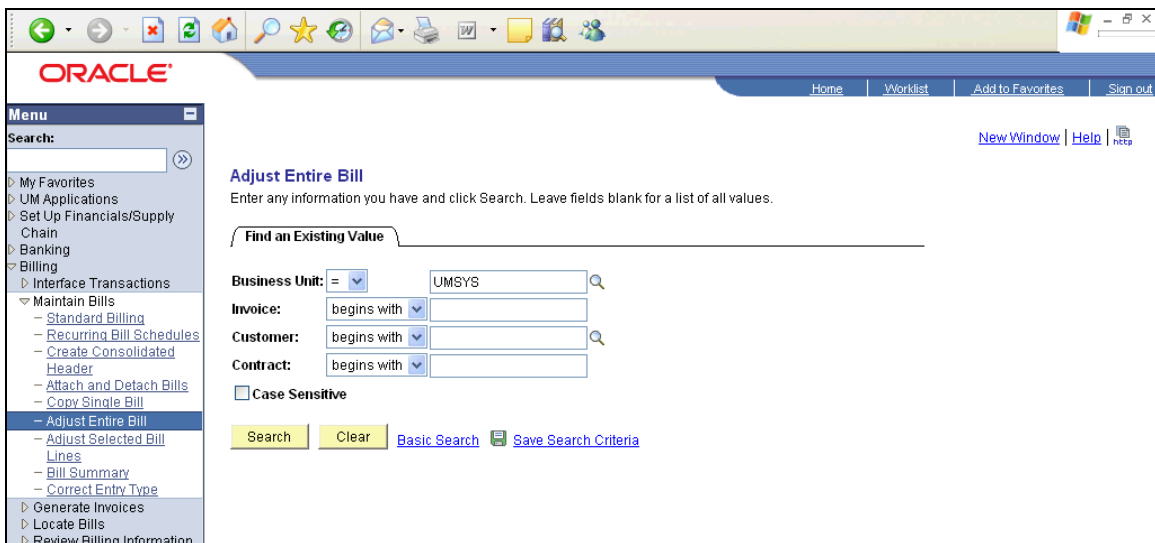 ORACLE®
Home | Worklist | Add to Favorites | Sign out
Menu
Search:
My Favorites
UM Applications
Set Up Financials/Supply
Chain
Banking
Billing
Interface Transactions
Maintain Bills
– Standard Billing
– Recurring Bill Schedules
– Create Consolidated
Header
– Attach and Detach Bills
– Copy Single Bill
– Adjust Entire Bill
– Adjust Selected Bill
Lines
– Bill Summary
– Correct Entry Type
Generate Invoices
Locate Bills
Review Billing Information
New Window | Help | http
Adjust Entire Bill
Enter any information you have and click Search. Leave fields blank for a list of all values.
Find an Existing Value
Business Unit: = UMSYS
Invoice: begins with
Customer: begins with
Contract: begins with
Case Sensitive
Search Clear Basic Search Save Search Criteria